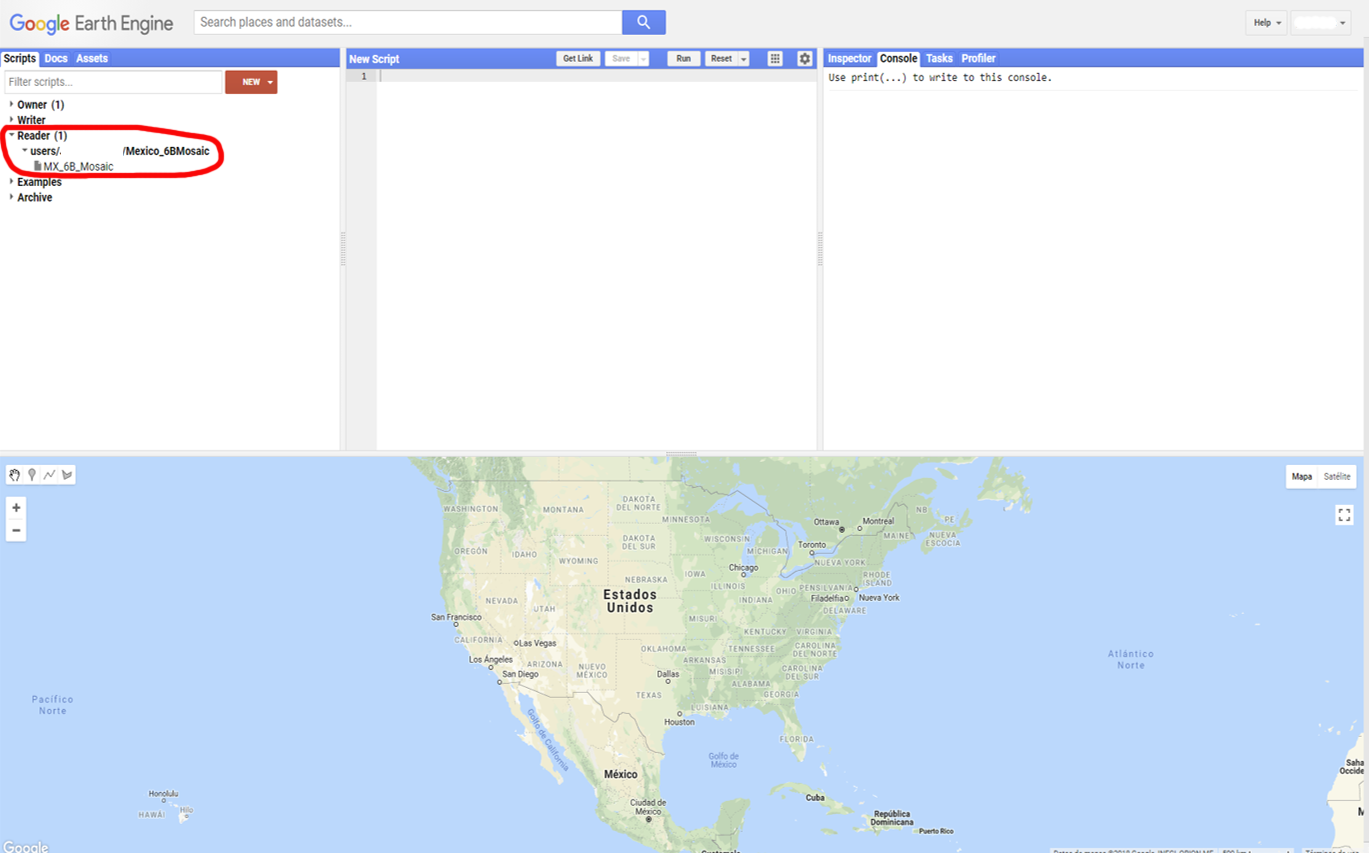 Google Earth Engine
Search places and datasets...
Help
Scripts Docs Assets
New Script
Get Link Save Run Reset
Inspector Console Tasks Profiler
Filter scripts...
NEW
1
Use print(...) to write to this console.
Owner (1)
Writer
Reader (1)
users/ /Mexico_6BMosaic
MX_6B_Mosaic
Examples
Archive
Mapa Satélite
+
−
WASHINGTON
MONTANA
DAKOTA
DEL NORTE
MINNESOTA
Ottawa
Montreal
NB
PE
MAINE
NUEVA
ESCOCIA
OREGÓN
IDAHO
WYOMING
DAKOTA
DEL SUR
WISCONSIN
MICHIGAN
Toronto
NUEVA YORK
Chicago
IOWA
NEBRASKA
ILLINOIS
INDIANA
OHIO
PENSILVANIA
RHODE
ISLAND
Filadelfia
Nueva York
DELAWARE
Estados
Unidos
NEVADA
UTAH
San Francisco
CALIFORNIA
Las Vegas
MISURI
KENTUCKY
VIRGINIA
CAROLINA
DEL NORTE
OKLAHOMA
TENNESSEE
Los Ángeles
San Diego
ARIZONA
NUEVO
MÉXICO
Dallas
ARKANSAS
MISISIPI
CAROLINA
DEL SUR
ALABAMA
GEORGIA
TEXAS
LUISIANA
Houston
FLORIDA
Atlántico
Norte
Pacífico
Norte
Golfo de California
Golfo de
México
México
Ciudad de
México
Cuba
República
Dominicana
Puerto Rico
Honolulu
HAWÁI
Hilo
Google